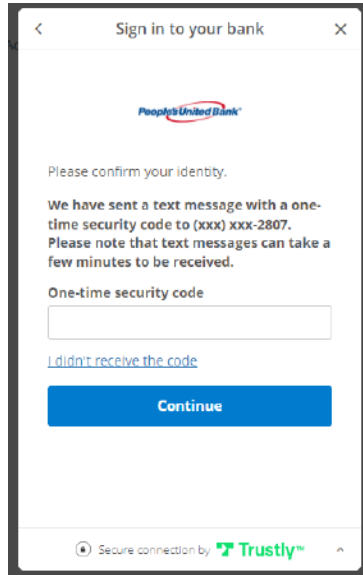 Sign in to your bank
People's United Bank
Please confirm your identity.
We have sent a text message with a one-
time security code to (xxx) xxx-2807.
Please note that text messages can take a
few minutes to be received.
One-time security code
I didn't receive the code
Continue
Secure connection by Trustly™